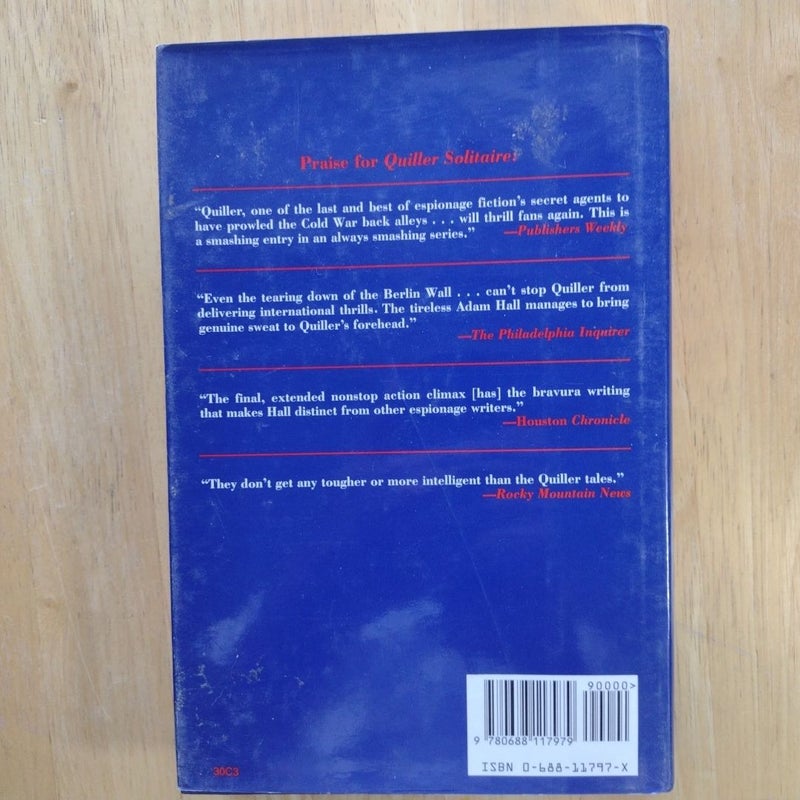 Praise for Quiller Solitaire:
“Quiller, one of the last and best of espionage fiction’s secret agents to
have prowled the Cold War back alleys . . . will thrill fans again. This is
a smashing entry in an always smashing series.” —Publishers Weekly
“Even the tearing down of the Berlin Wall . . . can’t stop Quiller from
delivering international thrills. The tireless Adam Hall manages to bring
genuine sweat to Quiller’s forehead.”
—The Philadelphia Inquirer
“The final, extended nonstop action climax [has] the bravura writing
that makes Hall distinct from other espionage writers.”
—Houston Chronicle
“They don’t get any tougher or more intelligent than the Quiller tales.”
—Rocky Mountain News
90000>
9 780688 117979
ISBN 0-688-11797-X
30C3